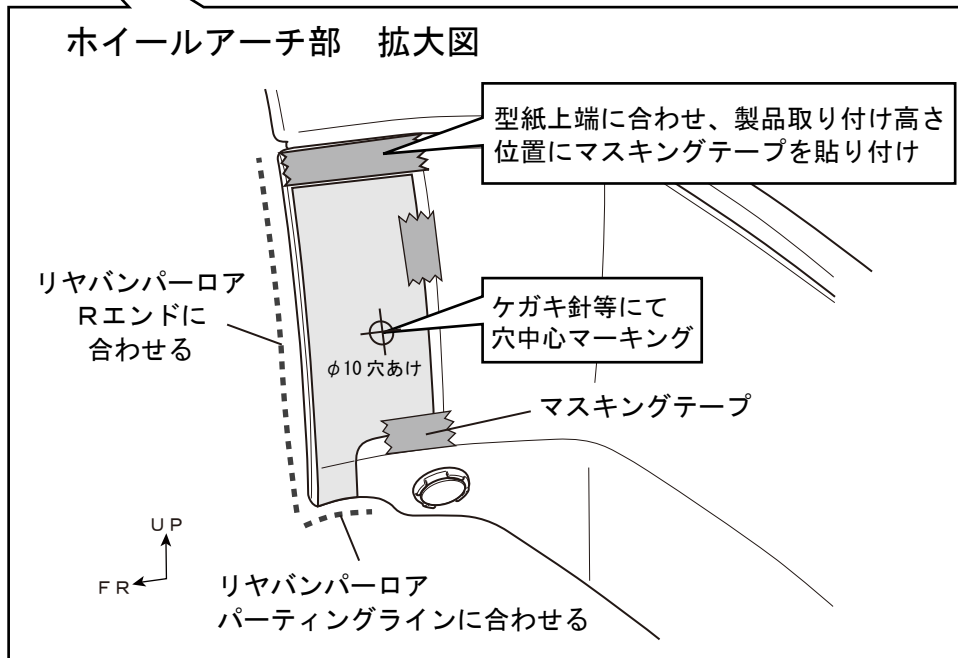 ホイールアーチ部　拡大図
型紙上端に合わせ、製品取り付け高さ
位置にマスキングテープを貼り付け
リヤバンパーロア
Ｒエンドに
合わせる
ケガキ針等にて
穴中心マーキング
φ10 穴あけ
マスキングテープ
ＵＰ
ＦＲ
リヤバンパーロア
パーティングラインに合わせる